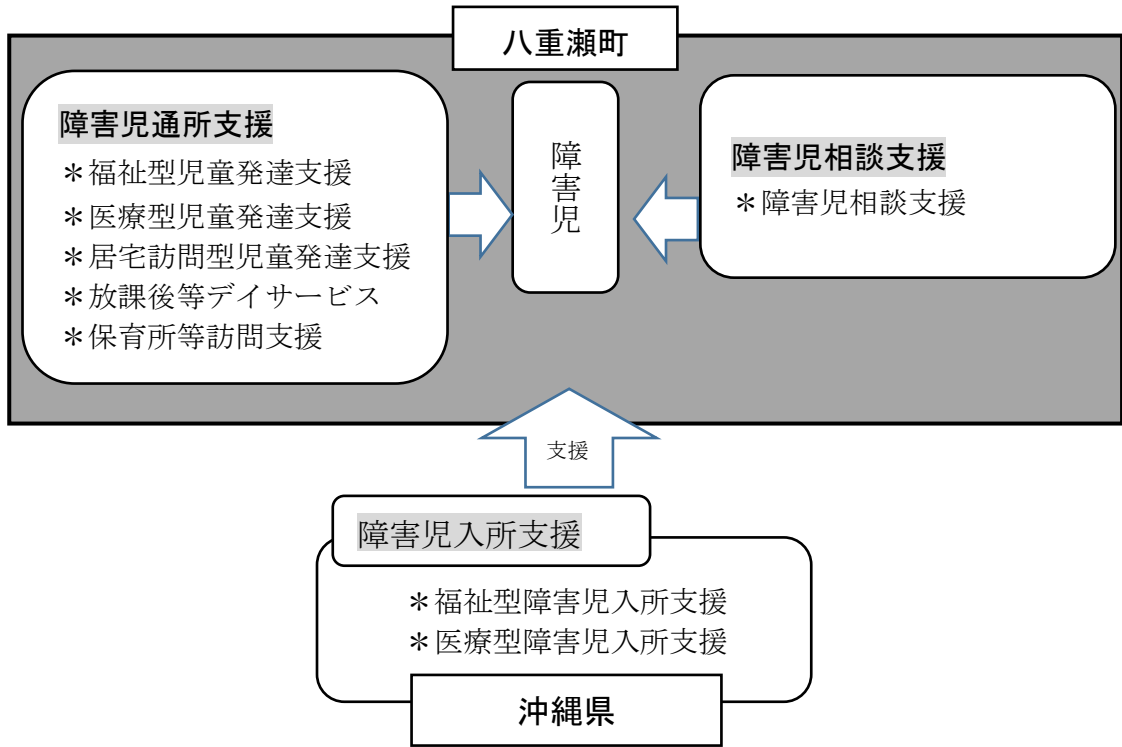 八重瀬町
障害児通所支援
＊福祉型児童発達支援
＊医療型児童発達支援
＊居宅訪問型児童発達支援
＊放課後等デイサービス
＊保育所等訪問支援
障害児
障害児相談支援
＊障害児相談支援
支援
障害児入所支援
＊福祉型障害児入所支援
＊医療型障害児入所支援
沖縄県